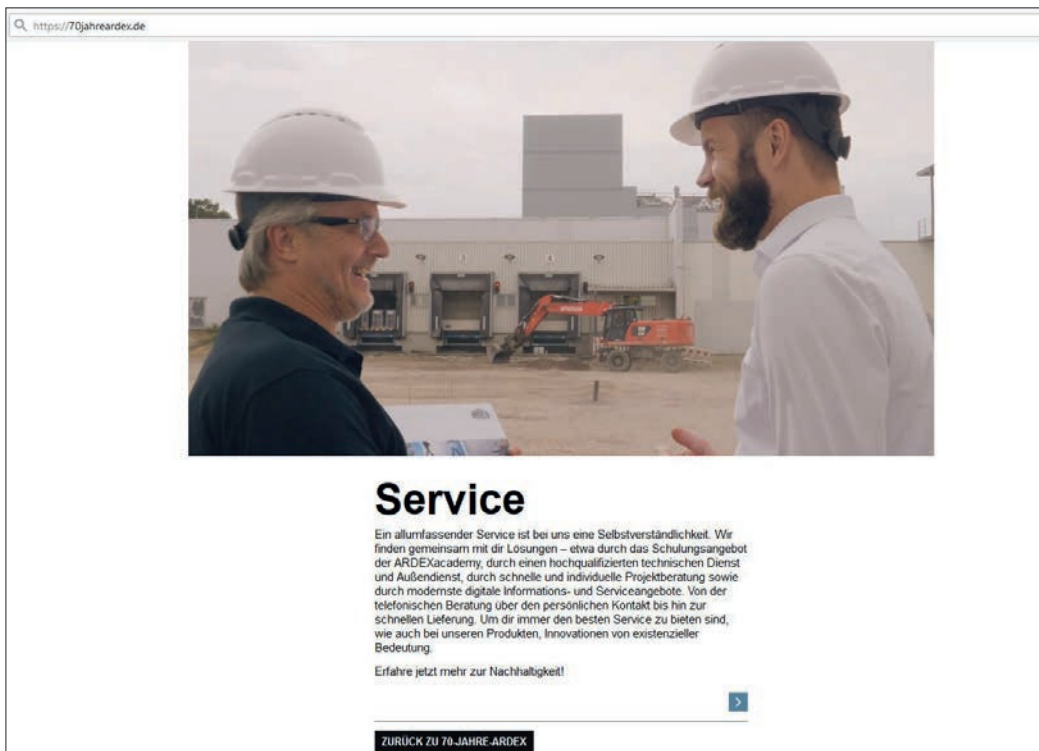 https://70jahreardex.de
3
4
Service
Ein allumfassender Service ist bei uns eine Selbstverständlichkeit. Wir
finden gemeinsam mit dir Lösungen – etwa durch das Schulungsangebot
der ARDEXacademy, durch einen hochqualifizierten technischen Dienst
und Außendienst, durch schnelle und individuelle Projektberatung sowie
durch modernste digitale Informations- und Serviceangebote. Von der
telefonischen Beratung über den persönlichen Kontakt bis hin zur
schnellen Lieferung. Um dir immer den besten Service zu bieten sind,
wie auch bei unseren Produkten, Innovationen von existenzieller
Bedeutung.
Erfahre jetzt mehr zur Nachhaltigkeit!
ZURÜCK ZU 70-JAHRE-ARDEX